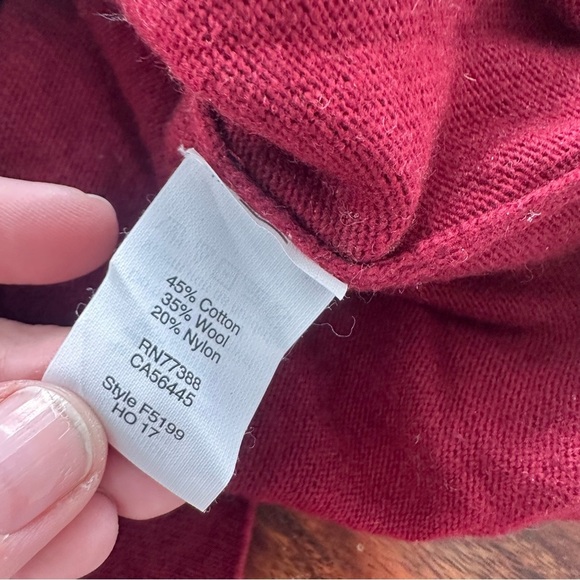 45% Cotton
35% Wool
20% Nylon
RN77388
CA56445
Style F5199
HO 17